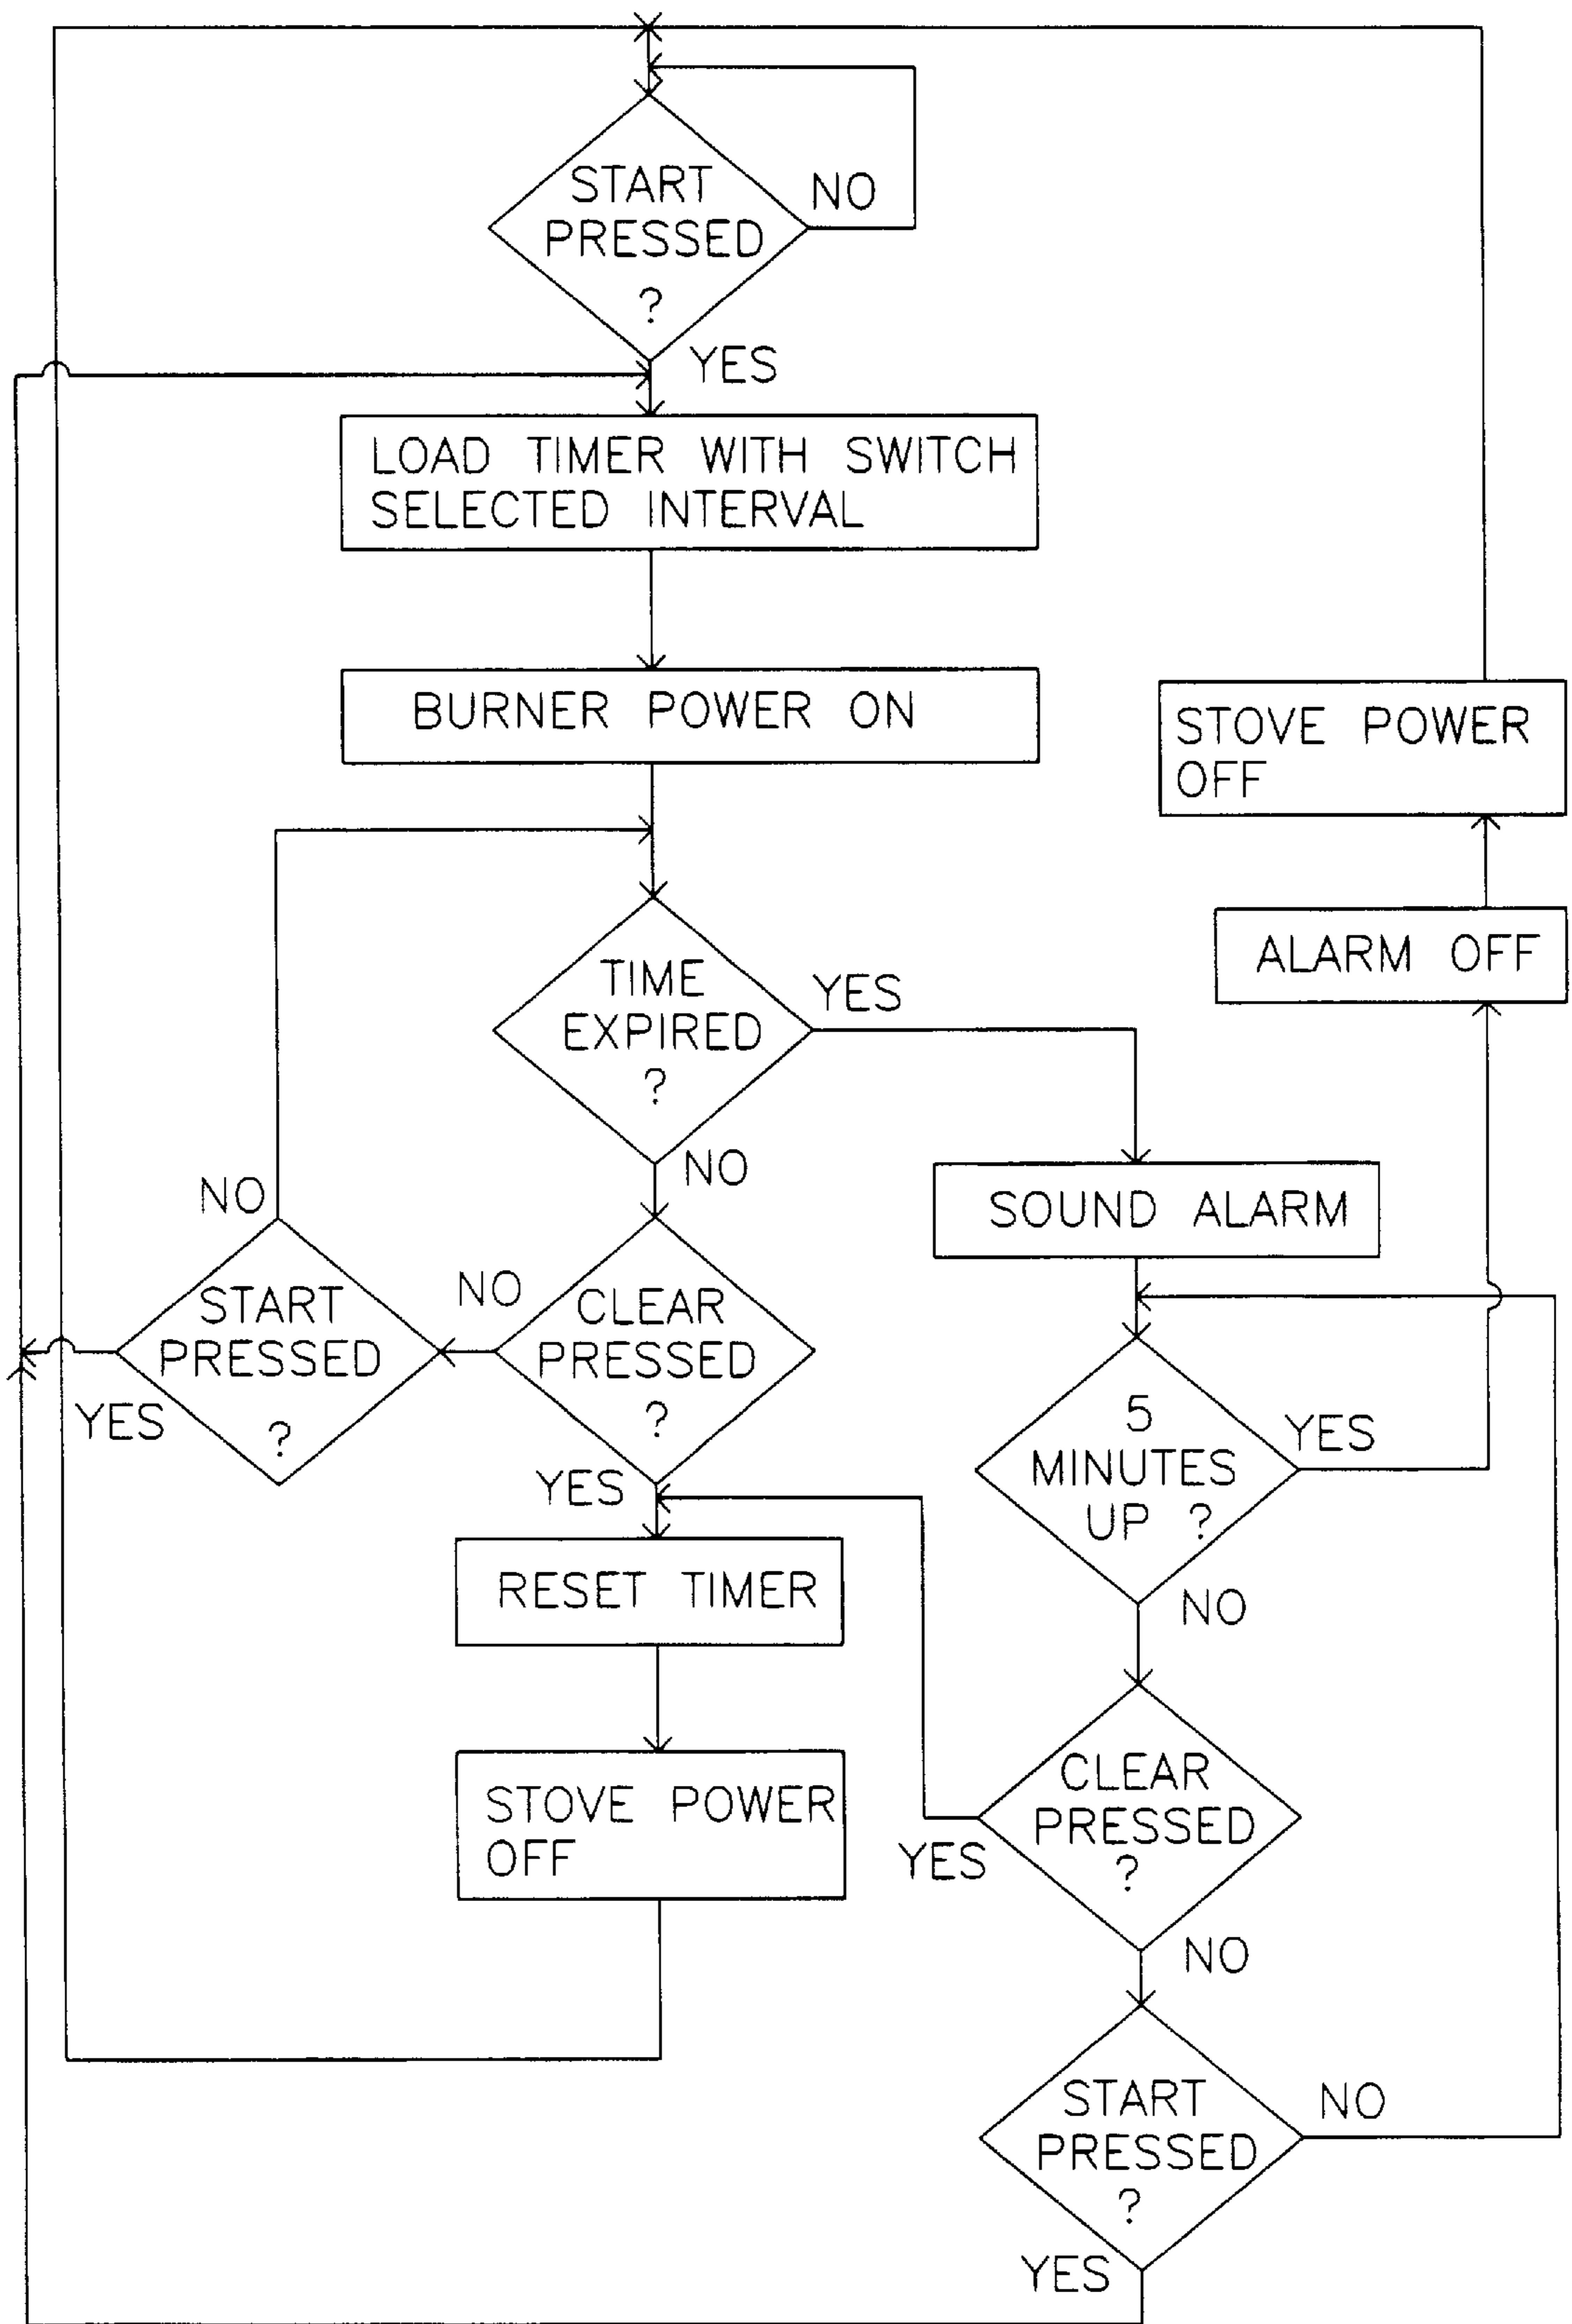 START
PRESSED
?
NO
YES
LOAD TIMER WITH SWITCH
SELECTED INTERVAL
BURNER POWER ON
STOVE POWER
OFF
ALARM OFF
TIME
EXPIRED
?
YES
NO
SOUND ALARM
NO
START
PRESSED
?
YES
NO
CLEAR
PRESSED
?
YES
5
MINUTES
UP ?
YES
NO
RESET TIMER
STOVE POWER
OFF
CLEAR
PRESSED
?
YES
NO
START
PRESSED
?
NO
YES